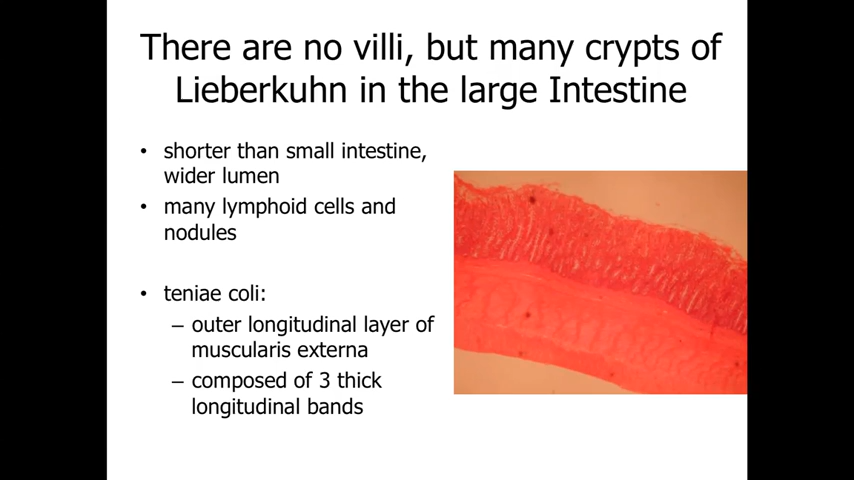 There are no villi, but many crypts of
Lieberkuhn in the large Intestine
• shorter than small intestine,
wider lumen
• many lymphoid cells and
nodules
• teniae coli:
– outer longitudinal layer of
muscularis externa
– composed of 3 thick
longitudinal bands